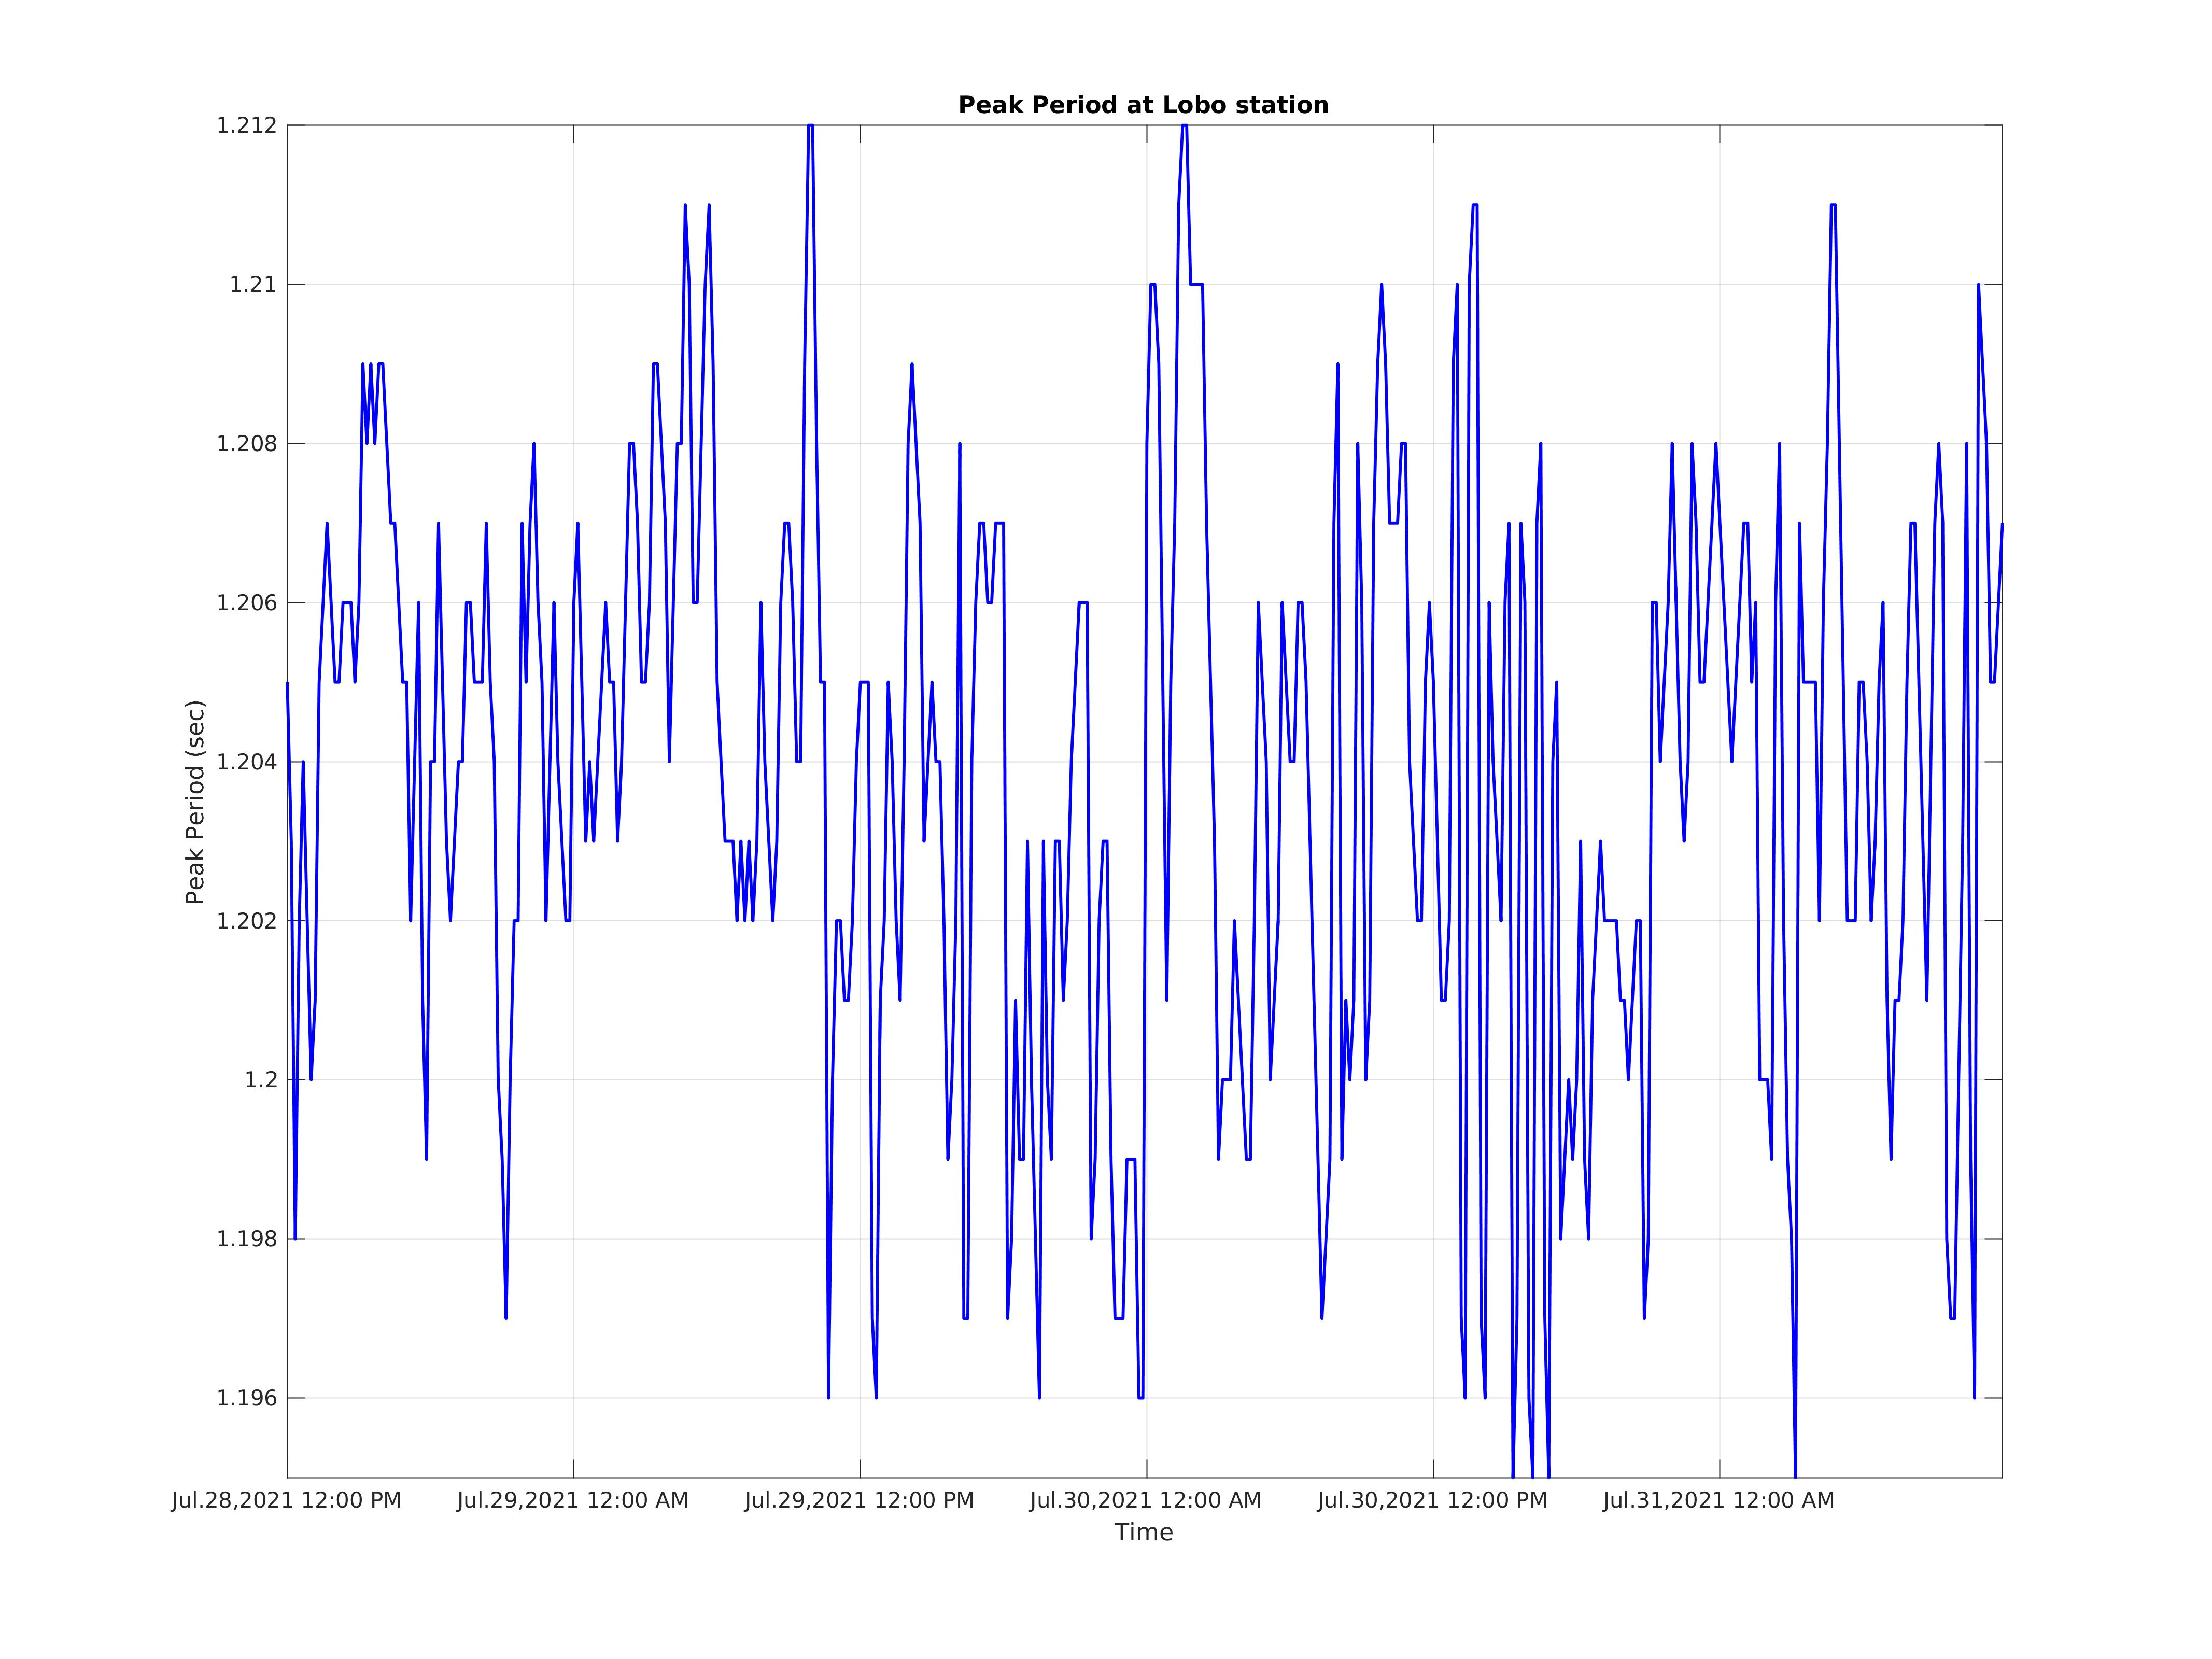 Peak Period at Lobo station
1.212
1.21
1.208
1.206
1.204
1.202
1.2
1.198
1.196
Peak Period (sec)
Jul.28,2021 12:00 PM
Jul.29,2021 12:00 AM
Jul.29,2021 12:00 PM
Jul.30,2021 12:00 AM
Jul.30,2021 12:00 PM
Jul.31,2021 12:00 AM
Time